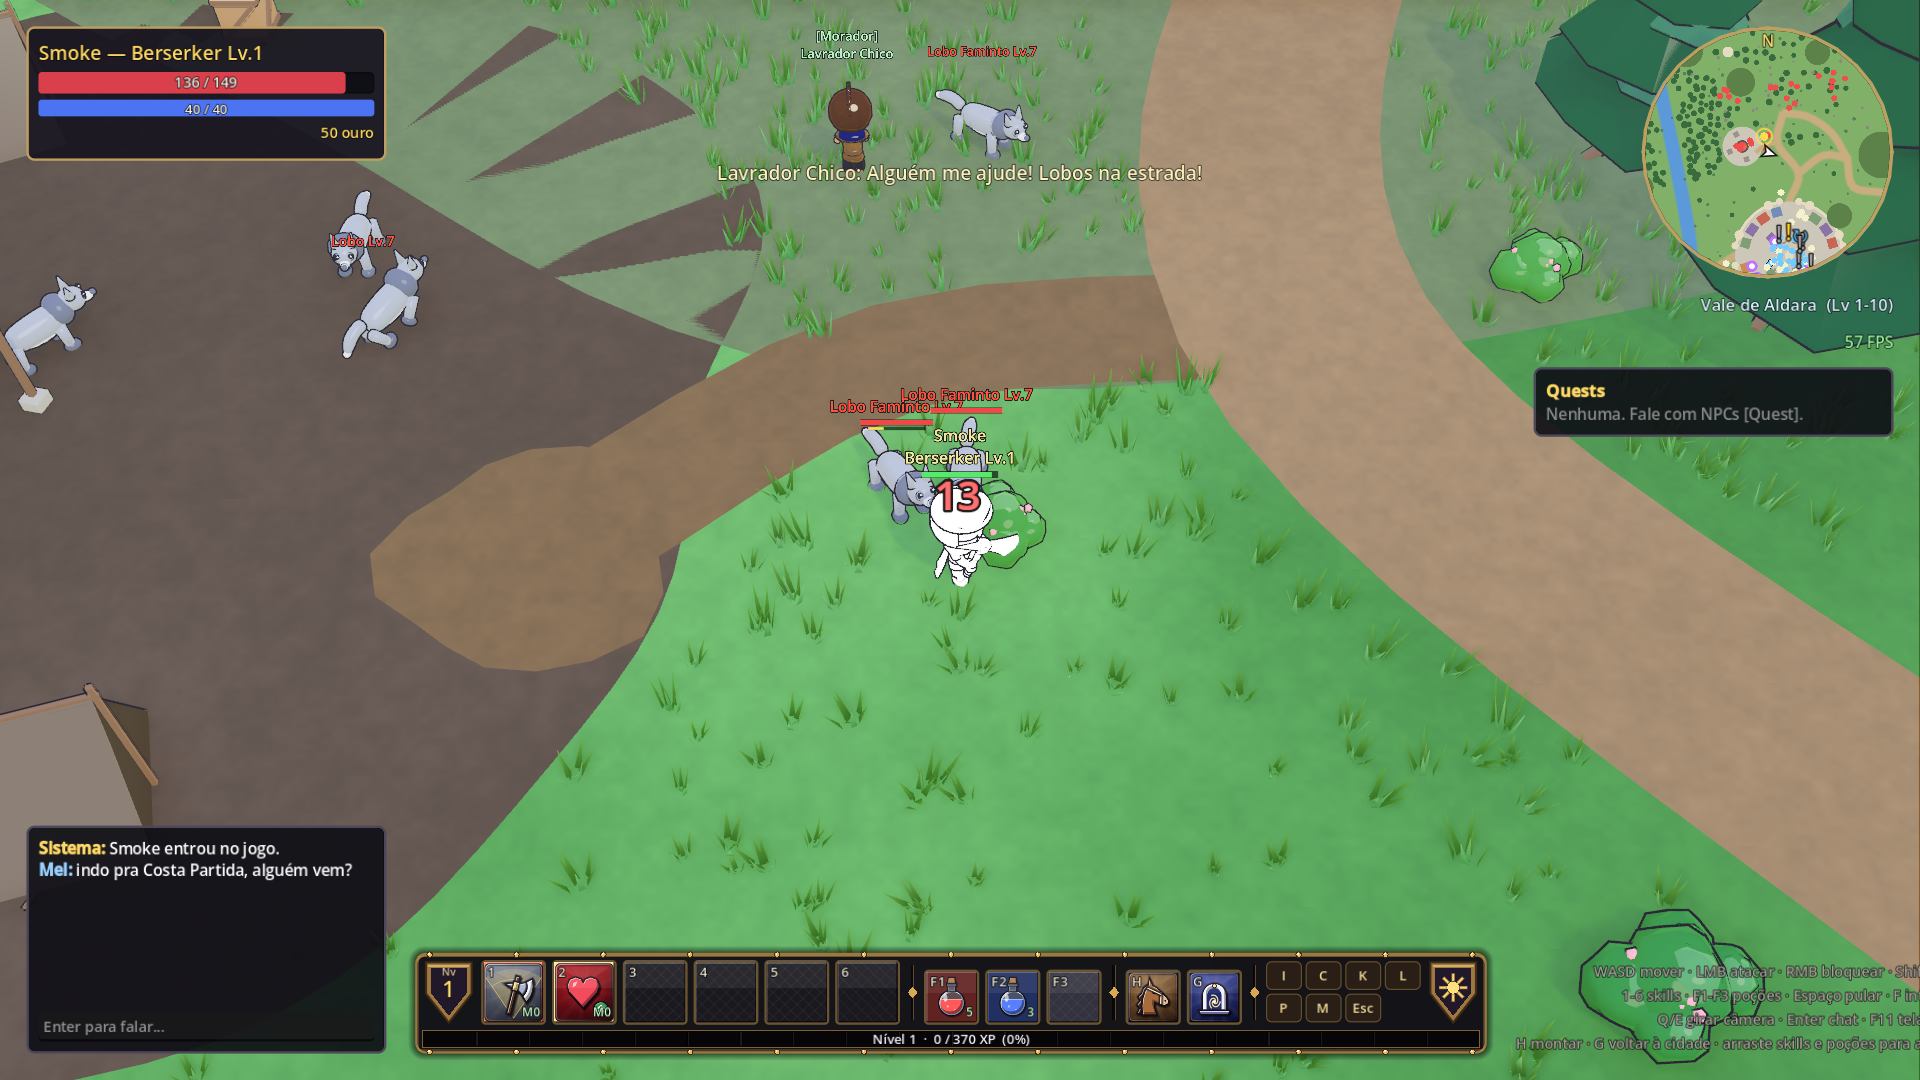 Smoke — Berserker Lv.1
136 / 149
40 / 40
50 ouro
[Morador]
Lavrador Chico
Lobo Faminto Lv.7
Lavrador Chico: Alguém me ajude! Lobos na estrada!
Lobo Lv.7
N
Vale de Aldara (Lv 1-10)
57 FPS
Quests
Nenhuma. Fale com NPCs [Quest].
Lobo Faminto Lv.7
Lobo Faminto Lv.7
Smoke
Berserker Lv.1
13
Sistema: Smoke entrou no jogo.
Mel: indo pra Costa Partida, alguém vem?
Enter para falar...
Nv
1
1
M0
2
M0
3
4
5
6
F1
5
F2
3
F3
H
G
I
C
K
L
P
M
Esc
Nível 1 · 0 / 370 XP (0%)
WASD mover · LMB atacar · RMB bloquear · Shi
1-6 skills · F1-F3 poções · Espaço pular · F in
Q/E girar câmera · Enter chat · F11 tel
H montar · G voltar à cidade · arraste skills e poções para a